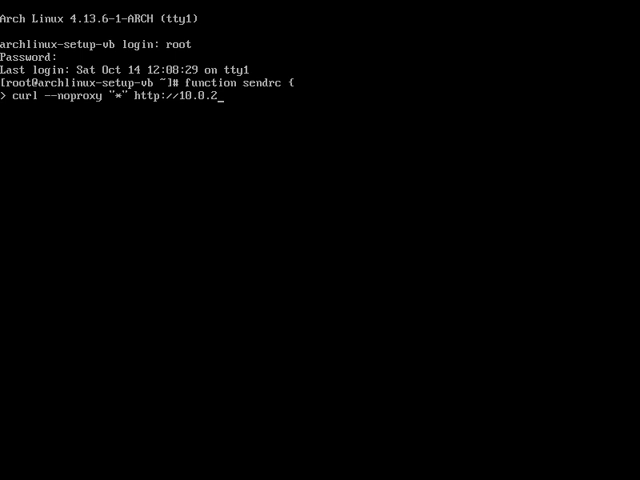 Arch Linux 4.13.6-1-ARCH (tty1)
archlinux-setup-vb login: root
Password:
Last login: Sat Oct 14 12:08:29 on tty1
[root@archlinux-setup-vb ~]# function sendrc {
> curl --noproxy "*" http://10.0.2_